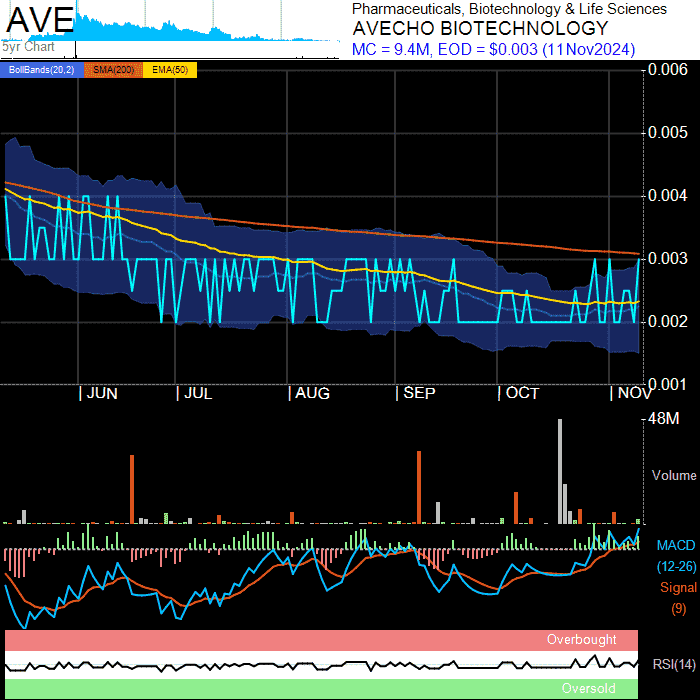 AVE
5yr Chart
Pharmaceuticals, Biotechnology & Life Sciences
AVECHO BIOTECHNOLOGY
MC = 9.4M, EOD = $0.003 (11Nov2024)
BollBands(20,2) SMA(200) EMA(50)
0.006
0.005
0.004
0.003
0.002
0.001
JUN JUL AUG SEP OCT NOV
48M
Volume
MACD
(12-26)
Signal
(9)
Overbought
RSI(14)
Oversold